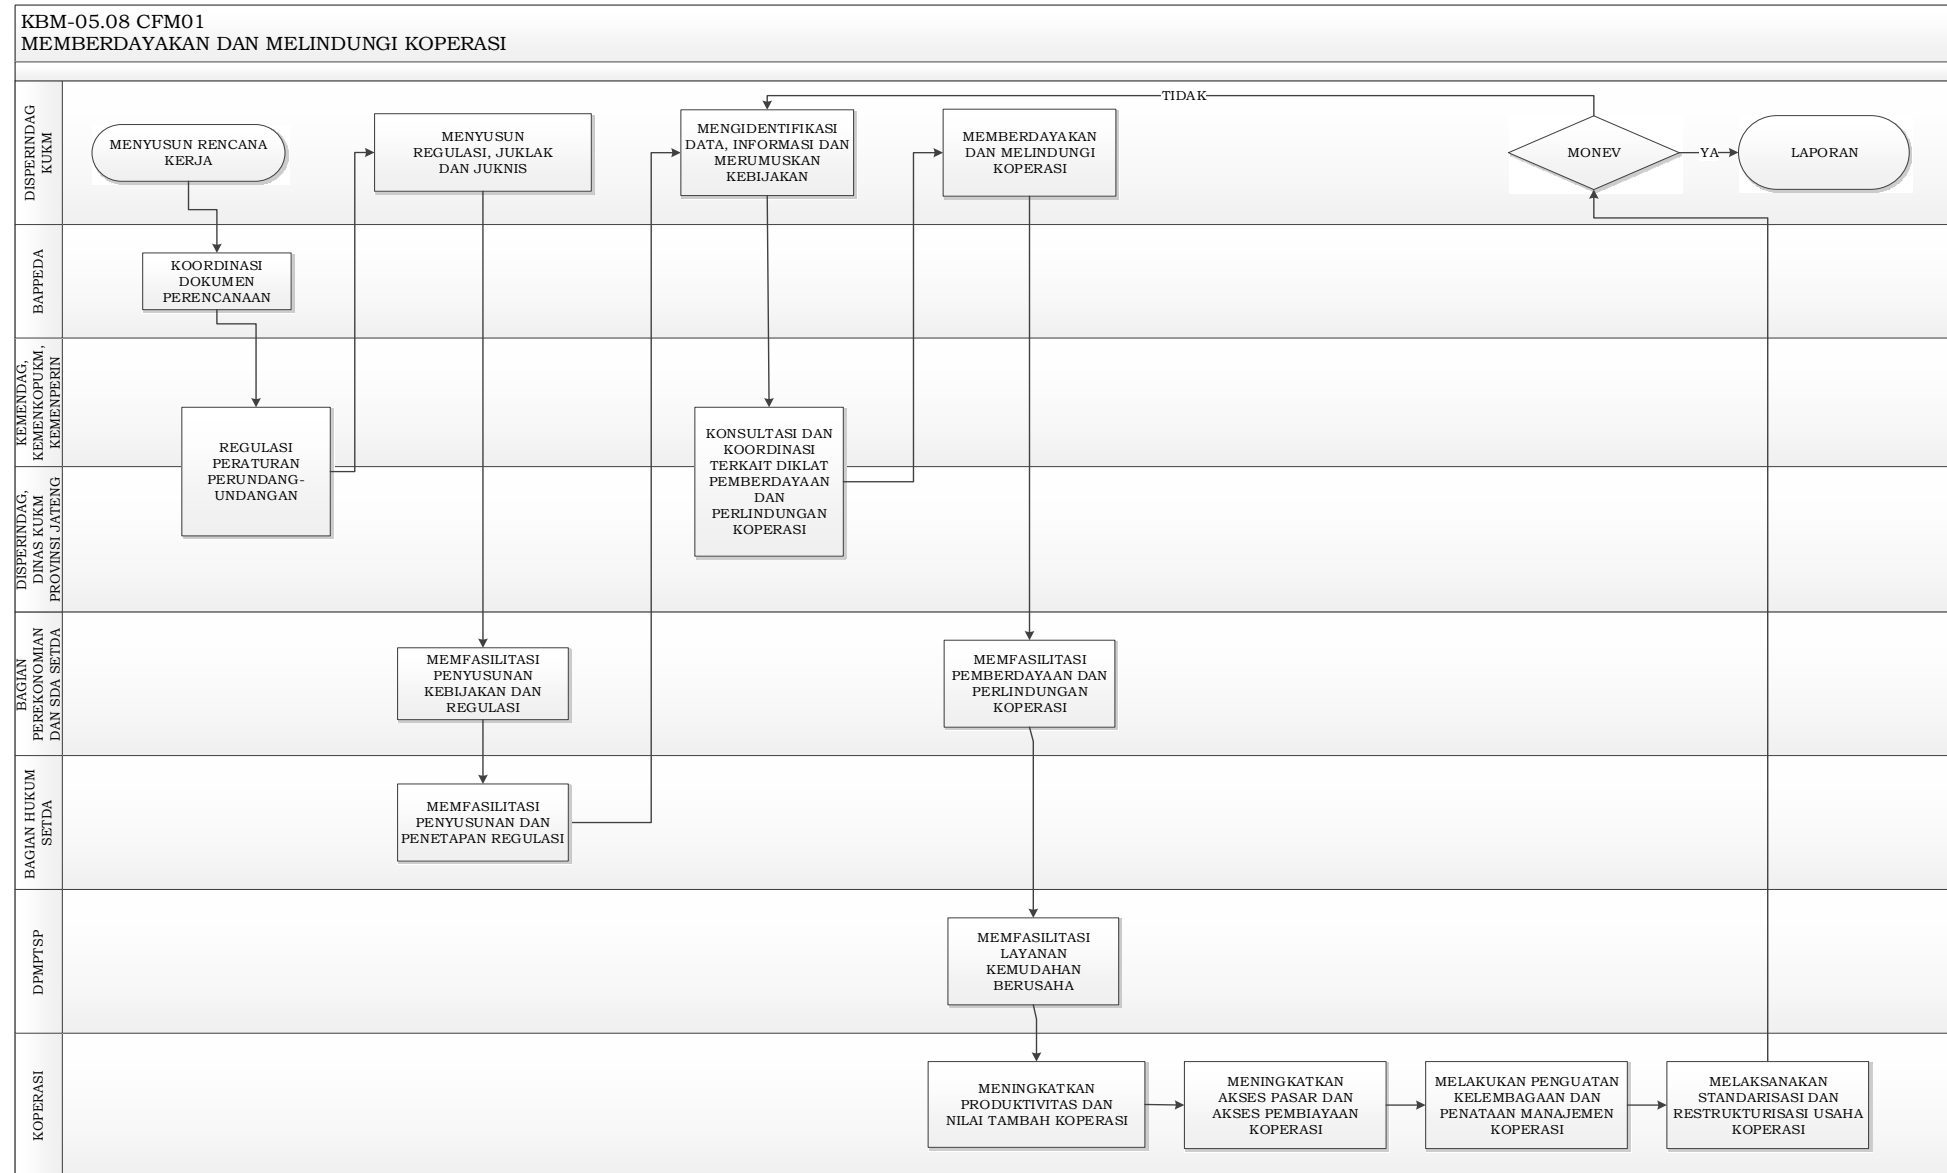 KBM-05.08 CFM01
MEMBERDAYAKAN DAN MELINDUNGI KOPERASI
DISPERINDAG
KUKM
MENYUSUN RENCANA
KERJA
MENYUSUN
REGULASI, JUKLAK
DAN JUKNIS
MENGIDENTIFIKASI
DATA, INFORMASI DAN
MERUMUSKAN
KEBIJAKAN
MEMBERDAYAKAN
DAN MELINDUNGI
KOPERASI
TIDAK
MONEV
YA
LAPORAN
BAPPEDA
KOORDINASI
DOKUMEN
PERENCANAAN
KEMENDAG,
KEMENKOPUKM,
KEMENPERIN
REGULASI
PERATURAN
PERUNDANG-
UNDANGAN
KONSULTASI DAN
KOORDINASI
TERKAIT DIKLAT
PEMBERDAYAAN
DAN
PERLINDUNGAN
KOPERASI
DISPERINDAG,
DINAS KUKM
PROVINSI JATENG
BAGIAN
PEREKONOMIAN
DAN SDA SETDA
MEMFASILITASI
PENYUSUNAN
KEBIJAKAN DAN
REGULASI
MEMFASILITASI
PEMBERDAYAAN DAN
PERLINDUNGAN
KOPERASI
BAGIAN HUKUM
SETDA
MEMFASILITASI
PENYUSUNAN DAN
PENETAPAN REGULASI
DPMPTSP
MEMFASILITASI
LAYANAN
KEMUDAHAN
BERUSAHA
KOPERASI
MENINGKATKAN
PRODUKTIVITAS DAN
NILAI TAMBAH KOPERASI
MENINGKATKAN
AKSES PASAR DAN
AKSES PEMBIAYAAN
KOPERASI
MELAKUKAN PENGUATAN
KELEMBAGAAN DAN
PENATAAN MANAJEMEN
KOPERASI
MELAKSANAKAN
STANDARISASI DAN
RESTRUKTURISASI USAHA
KOPERASI